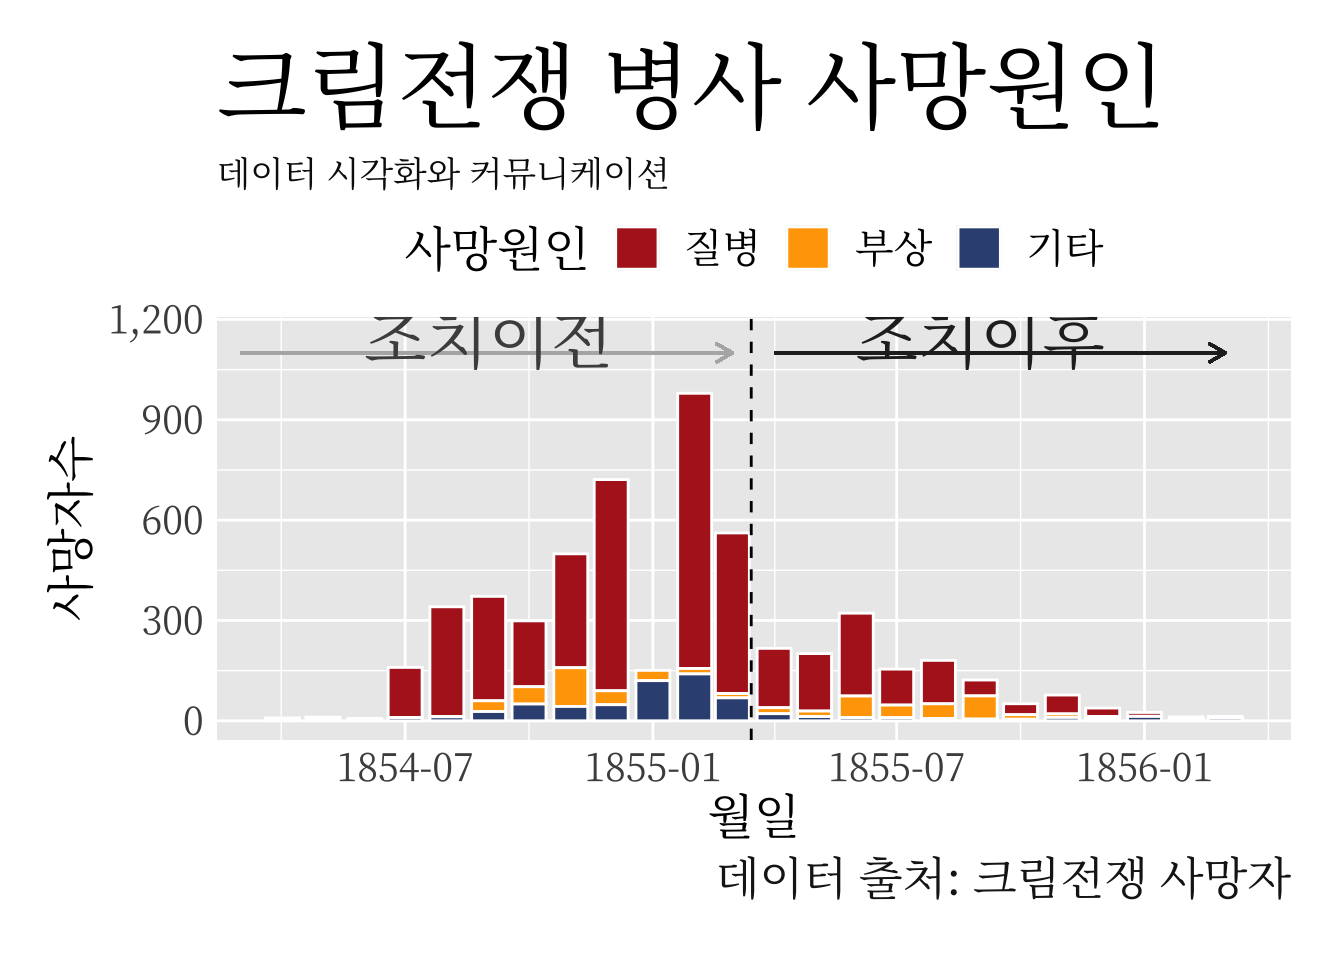 크림전쟁 병사 사망원인
데이터 시각화와 커뮤니케이션
사망원인 질병 부상 기타
조치이전 조치이후
1,200
900
600
300
0
사망자수
1854-07 1855-01 1855-07 1856-01
월일
데이터 출처: 크림전쟁 사망자